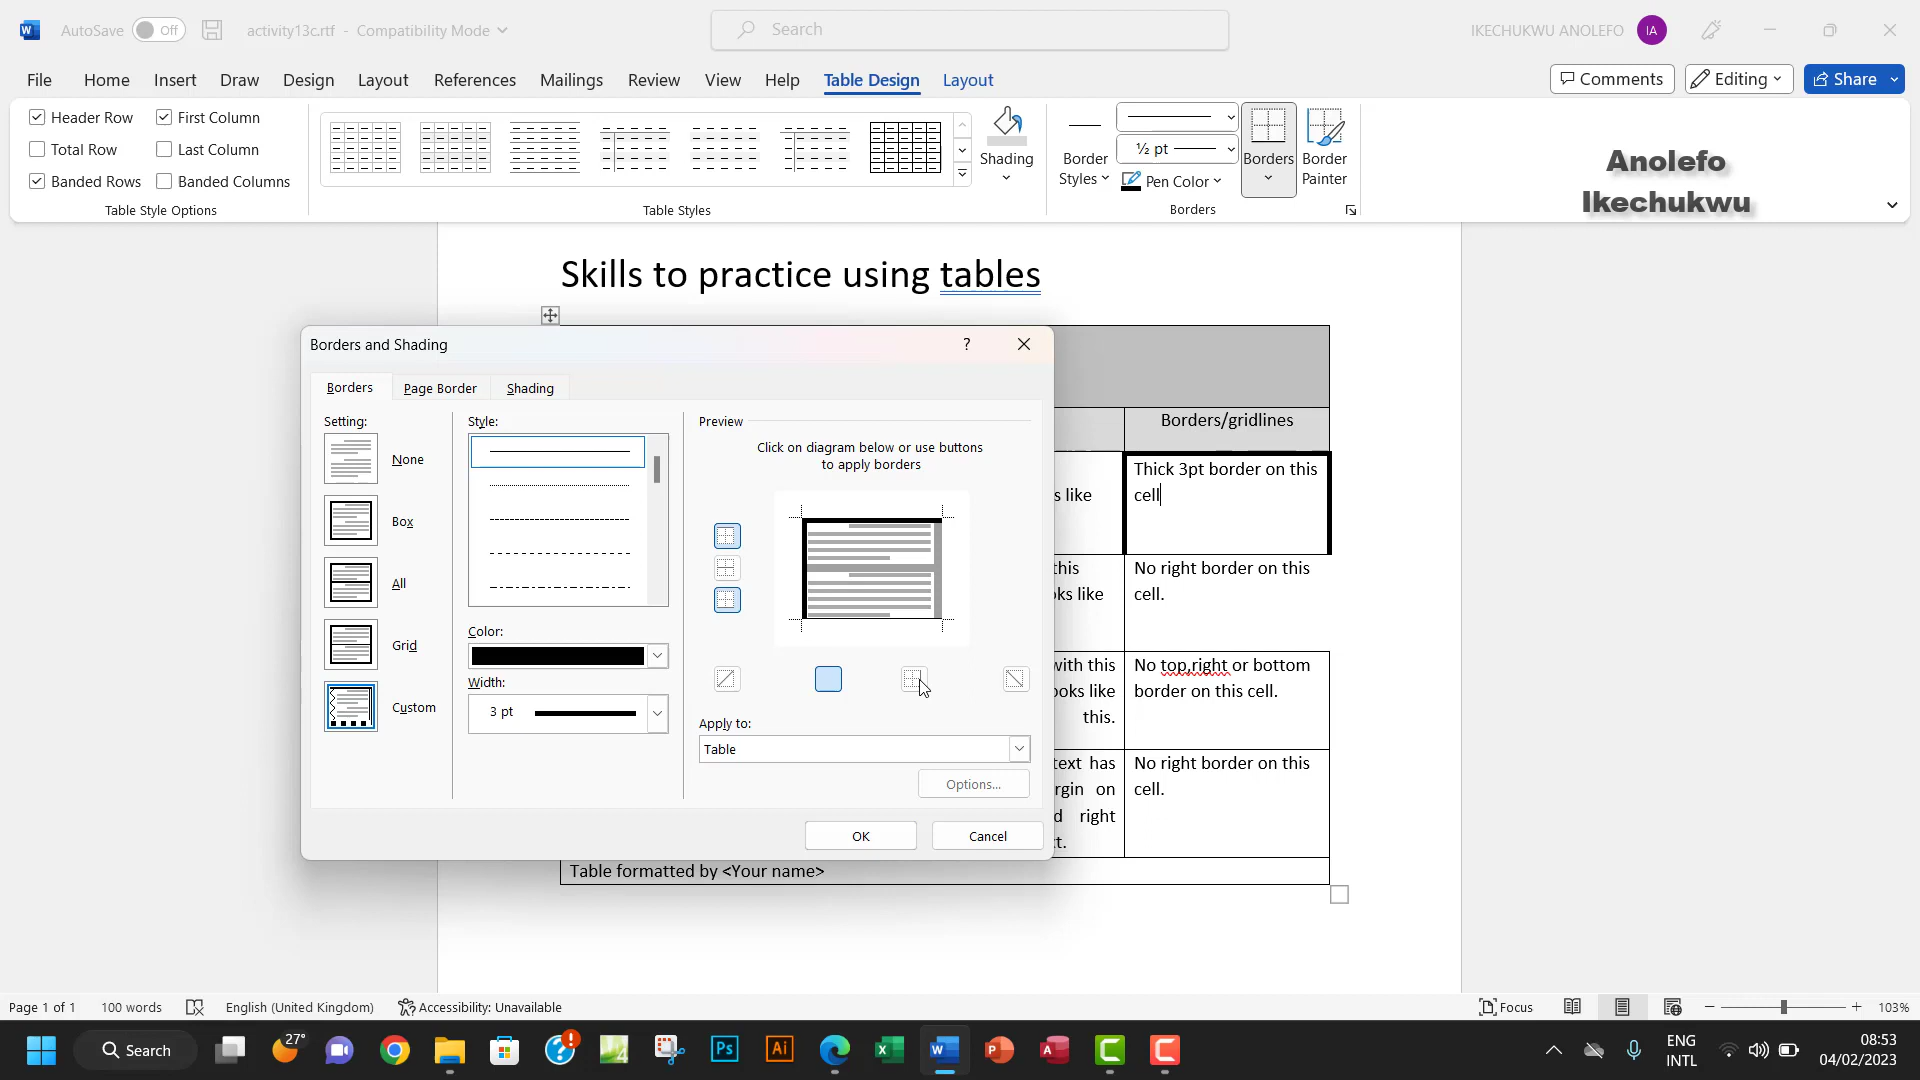 AutoSave Off activity13c.rtf - Compatibility Mode Search IKECHUKWU ANOLEFO IA
File Home Insert Draw Design Layout References Mailings Review View Help Table Design Layout Comments Editing Share
Header Row First Column
Total Row Last Column
Banded Rows Banded Columns
Table Style Options
Table Styles
Shading
Border Styles
½ pt
Pen Color
Borders
Border Painter
Borders
Anolefo
Ikechukwu
Skills to practice using tables
Borders and Shading ?
Borders Page Border Shading
Setting:
None
Box
All
Grid
Custom
Style:
Color:
Width:
3 pt
Preview
Click on diagram below or use buttons
to apply borders
Apply to:
Table
Options...
OK Cancel
Borders/gridlines
s like
Thick 3pt border on this
cell
this
ks like
No right border on this
cell.
with this
oks like
this.
No top,right or bottom
border on this cell.
text has
rgin on
d right
t.
No right border on this
cell.
Table formatted by <Your name>
Page 1 of 1 100 words English (United Kingdom) Accessibility: Unavailable Focus 103%
Search 27° Ps Ai ENG INTL 08:53 04/02/2023